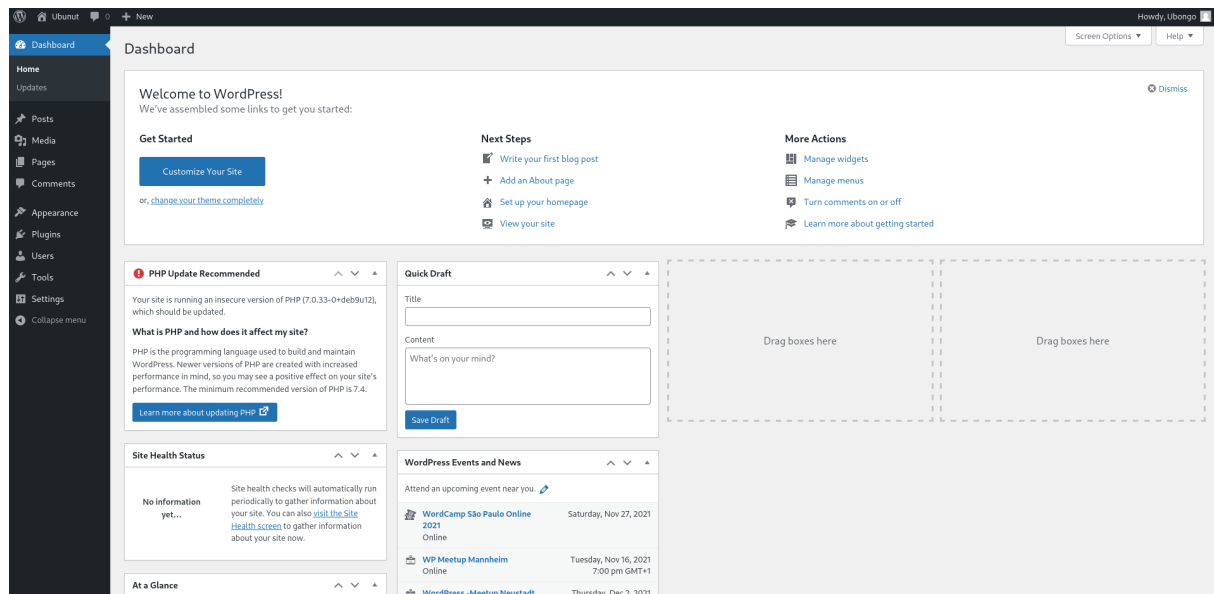 Ubunut 0 New
Howdy, Ubongo
Screen Options
Help
Dashboard
Home
Updates
Posts
Media
Pages
Comments
Appearance
Plugins
Users
Tools
Settings
Collapse menu
Dashboard
Welcome to WordPress!
We've assembled some links to get you started:
Dismiss
Get Started
Customize Your Site
or, change your theme completely
Next Steps
Write your first blog post
Add an About page
Set up your homepage
View your site
More Actions
Manage widgets
Manage menus
Turn comments on or off
Learn more about getting started
PHP Update Recommended
Your site is running an insecure version of PHP (7.0.33-0+deb9u12),
which should be updated.
What is PHP and how does it affect my site?
PHP is the programming language used to build and maintain
WordPress. Newer versions of PHP are created with increased
performance in mind, so you may see a positive effect on your site's
performance. The minimum recommended version of PHP is 7.4.
Learn more about updating PHP
Site Health Status
No information
yet...
Site health checks will automatically run
periodically to gather information about
your site. You can also visit the Site
Health screen to gather information
about your site now.
At a Glance
Quick Draft
Title
Content
What's on your mind?
Save Draft
WordPress Events and News
Attend an upcoming event near you.
WordCamp São Paulo Online
2021
Online
Saturday, Nov 27, 2021
WP Meetup Mannheim
Online
Tuesday, Nov 16, 2021
7:00 pm GMT+1
WordPress -Meetup Neustadt
Thursday, Dec 2, 2021
Drag boxes here
Drag boxes here